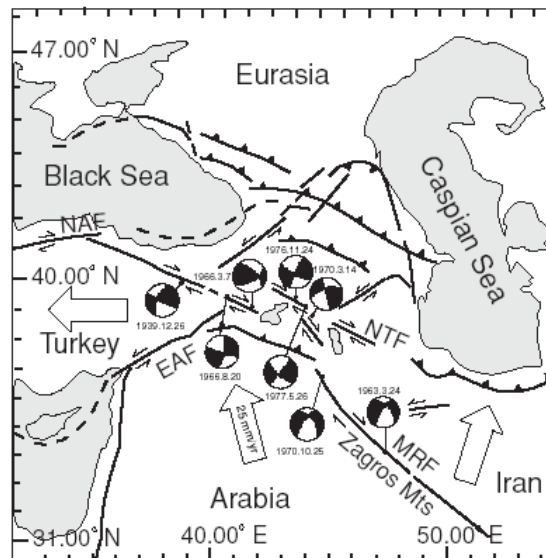 47.00° N
Eurasia
Black Sea
Caspian Sea
NAF
1976.11.24
40.00° N
1966.3.7
1970.3.14
1939.12.26
Turkey
EAF
NTF
1966.8.20
1977.5.26
1963.3.24
25 mm/yr
1970.10.25
MRF
Zagros Mts
Iran
Arabia
31.00° N
40.00° E
50.00° E